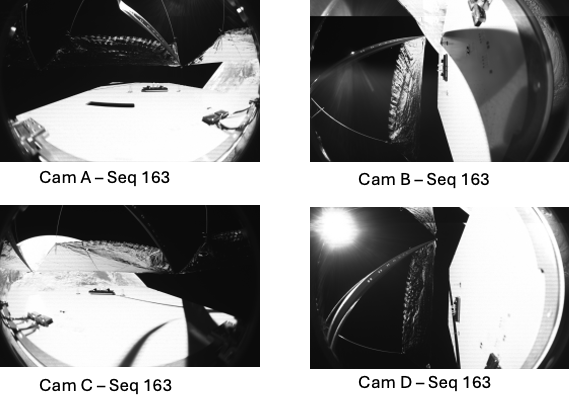 Cam A – Seq 163
Cam B – Seq 163
Cam C – Seq 163
Cam D – Seq 163